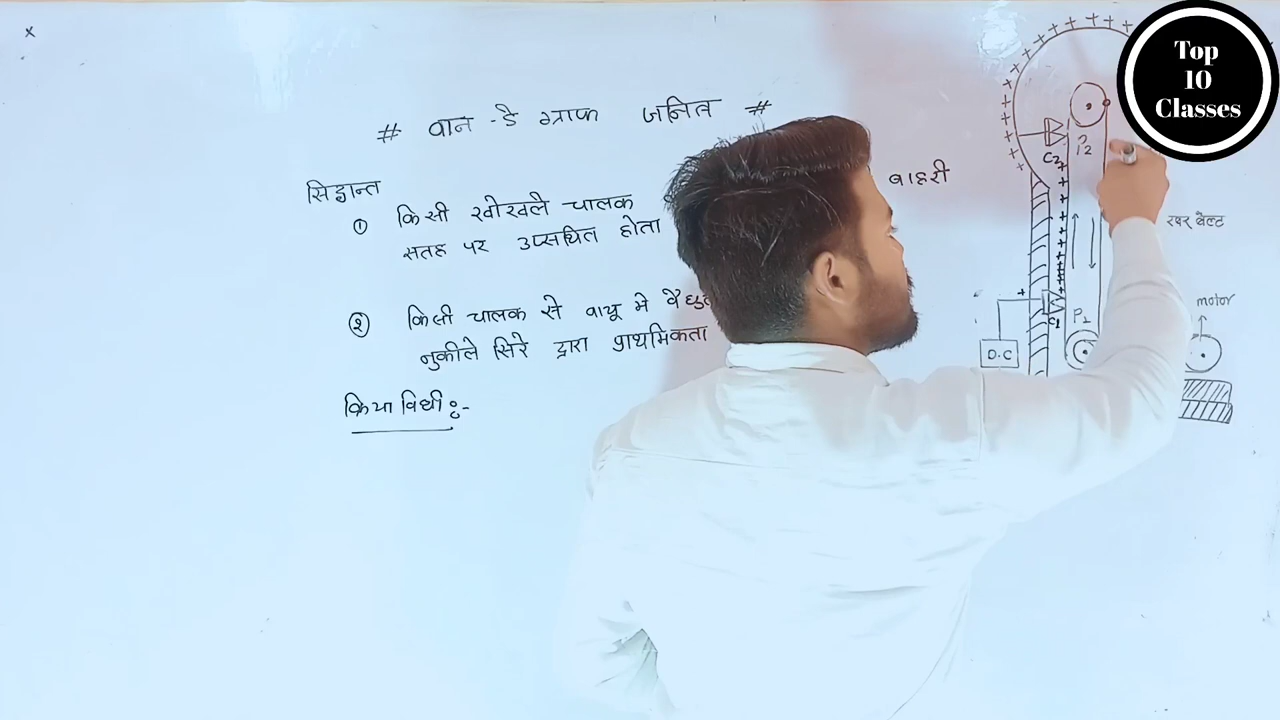 # वान -डे ग्राफ जनित #
सिद्धान्त
① किसी खोखले चालक
बाहरी
सतह पर उपस्थित होता
② किसी चालक से वायू मे
नुकीले सिरे द्वारा प्राथमिकता
क्रिया विधी :-
C2
रबर बेल्ट
motor
+
C1
P2
D.C
Top
10
Classes